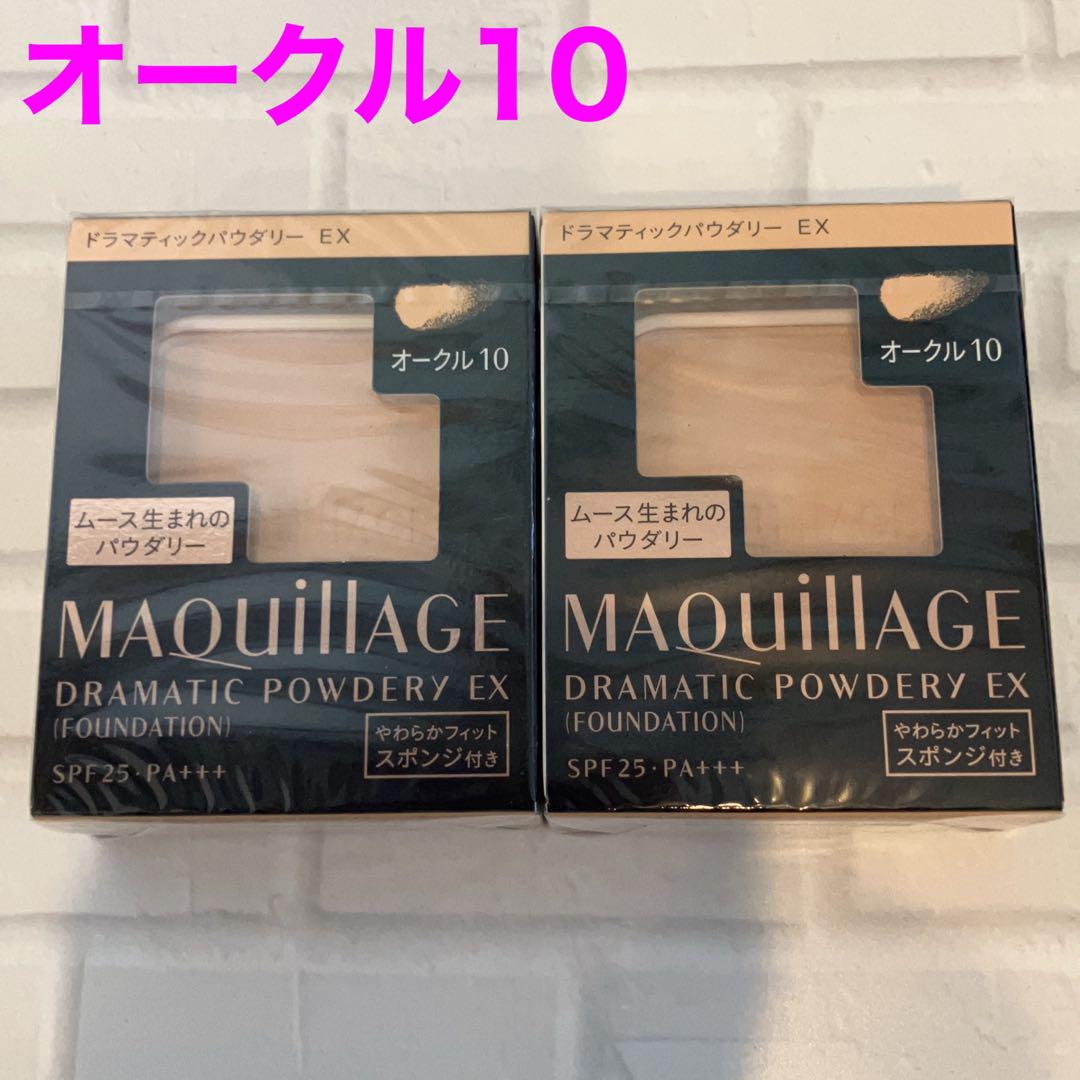 オークル10
ドラマティックパウダリー EX
オークル10
ムース生まれの
パウダリー
MAQuillAGE
DRAMATIC POWDERY EX
(FOUNDATION)
やわらかフィット
スポンジ付き
SPF25・PA+++
ドラマティックパウダリー EX
オークル10
ムース生まれの
パウダリー
MAQuillAGE
DRAMATIC POWDERY EX
(FOUNDATION)
やわらかフィット
スポンジ付き
SPF25・PA+++